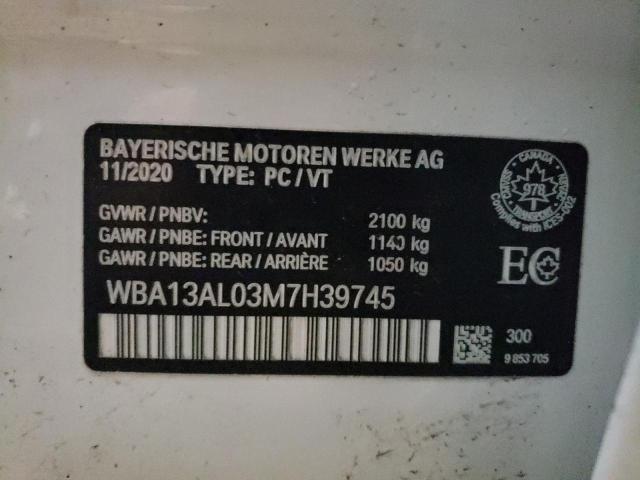 BAYERISCHE MOTOREN WERKE AG
11/2020 TYPE: PC / VT
GVWR / PNBV: 2100 kg
GAWR / PNBE: FRONT / AVANT 1140 kg
GAWR / PNBE: REAR / ARRIÈRE 1050 kg
WBA13AL03M7H39745
CANADA
978
TRANSPORT
Complies with ICES-002
EC
300
9 853 705